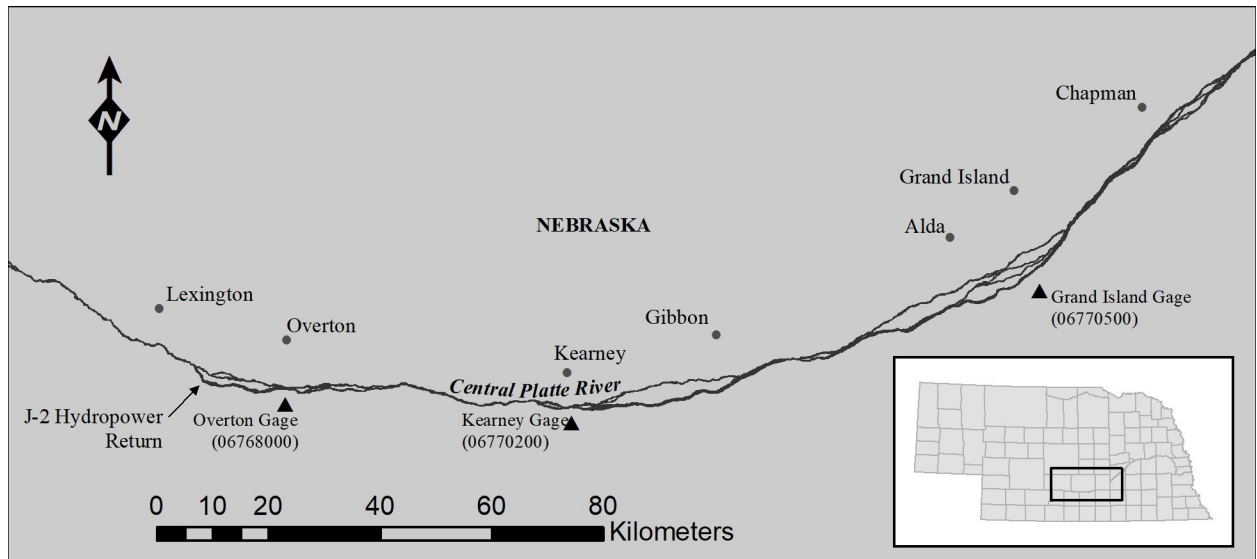 Chapman
N
Grand Island
Alda
NEBRASKA
Lexington
Grand Island Gage
(06770500)
Overton
Gibbon
Kearney
Central Platte River
J-2 Hydropower
Return
Overton Gage
(06768000)
Kearney Gage
(06770200)
0 10 20 40 60 80
Kilometers